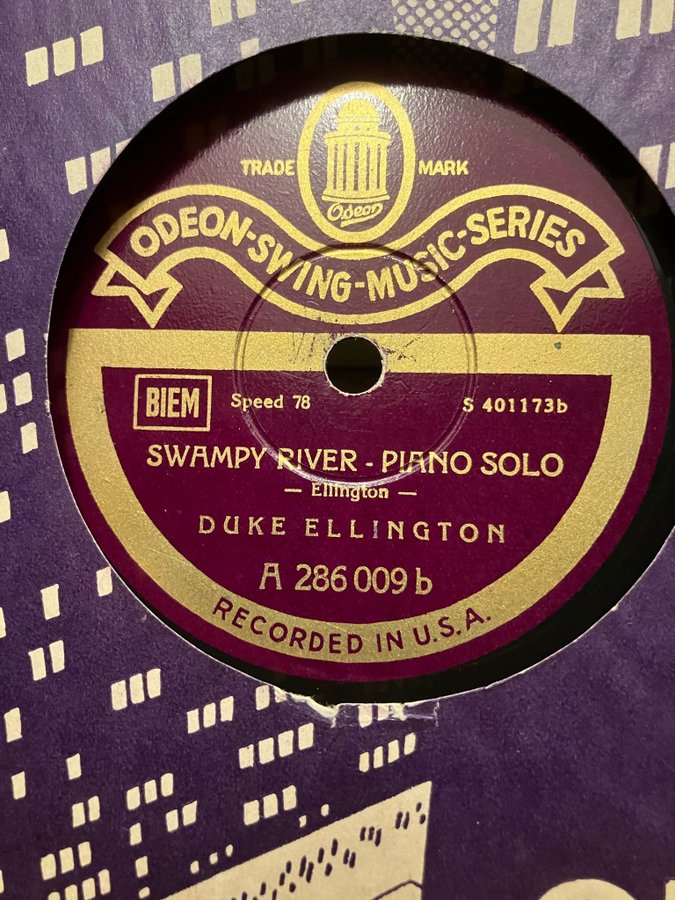 TRADE MARK
Odeon
ODEON-SWING-MUSIC-SERIES
BIEM Speed 78 S 401173b
SWAMPY RIVER - PIANO SOLO
— Ellington —
DUKE ELLINGTON
A 286 009 b
RECORDED IN U.S.A.